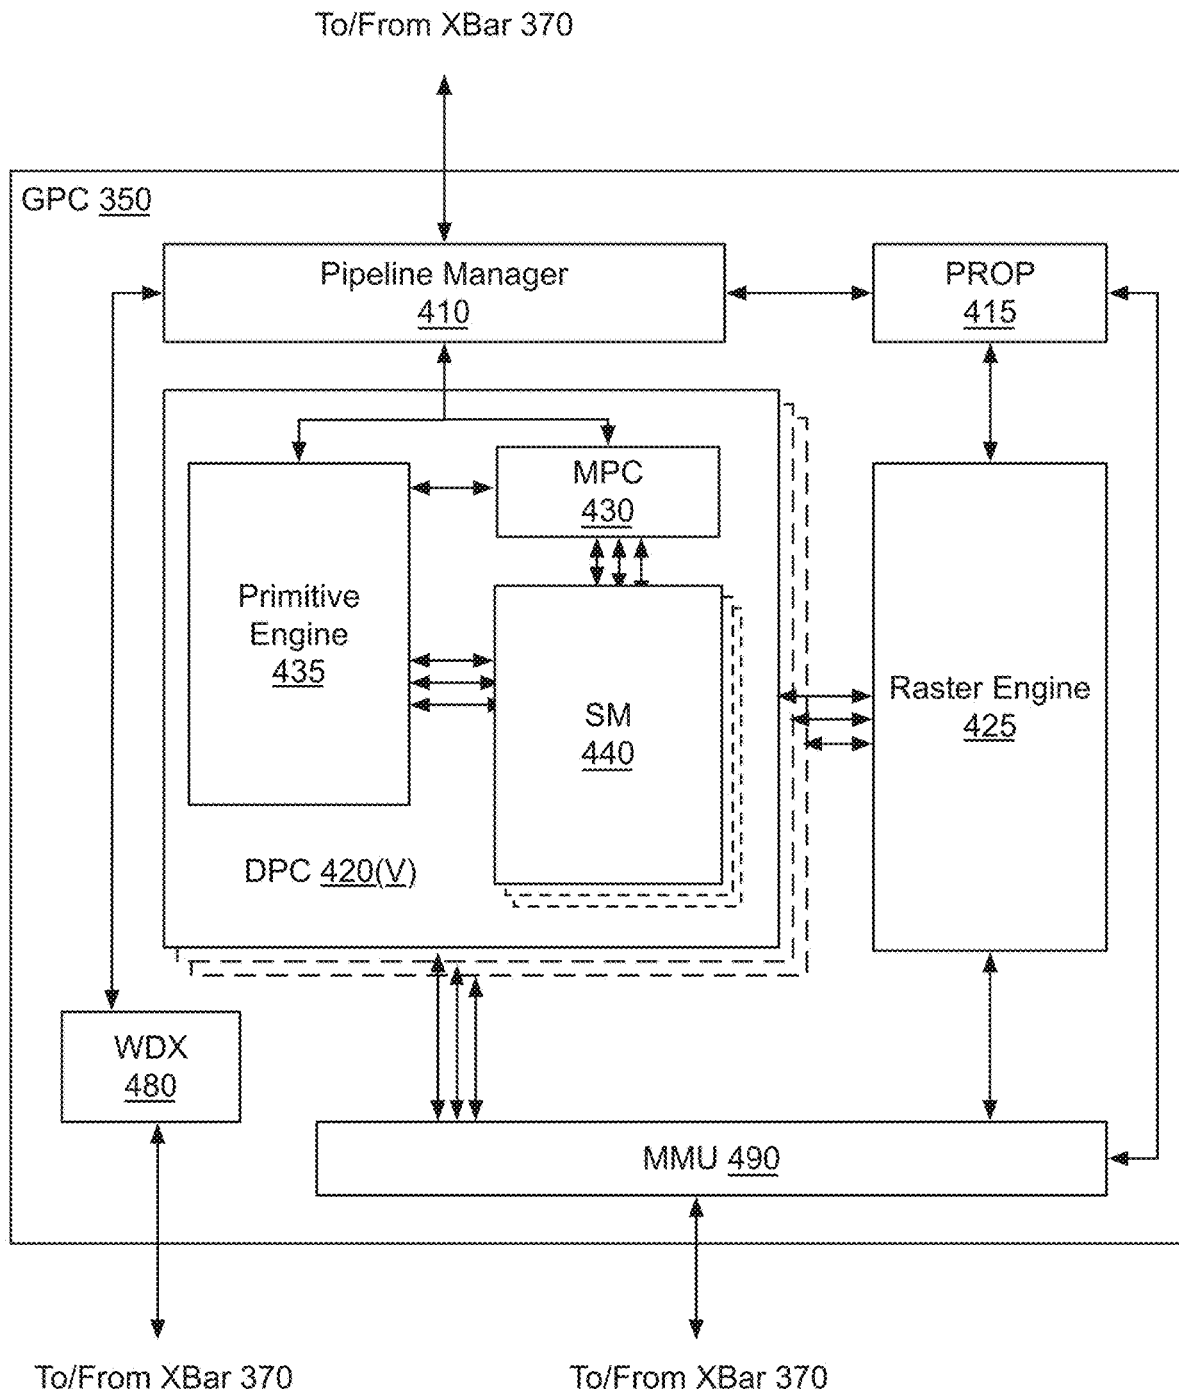 To/From XBar 370
GPC 350
Pipeline Manager
410
PROP
415
MPC
430
Primitive
Engine
435
SM
440
Raster Engine
425
DPC 420(V)
WDX
480
MMU 490
To/From XBar 370
To/From XBar 370